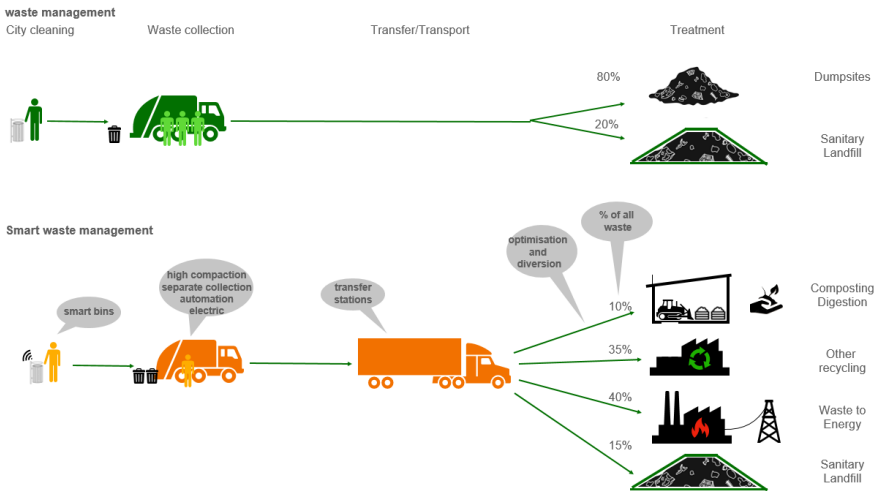 waste management
City cleaning
Waste collection
Transfer/Transport
Treatment
80%
Dumpsites
20%
Sanitary
Landfill
Smart waste management
% of all
waste
optimisation
and
diversion
high compaction
separate collection
automation
electric
transfer
stations
smart bins
10%
Composting
Digestion
35%
Other
recycling
40%
Waste to
Energy
15%
Sanitary
Landfill